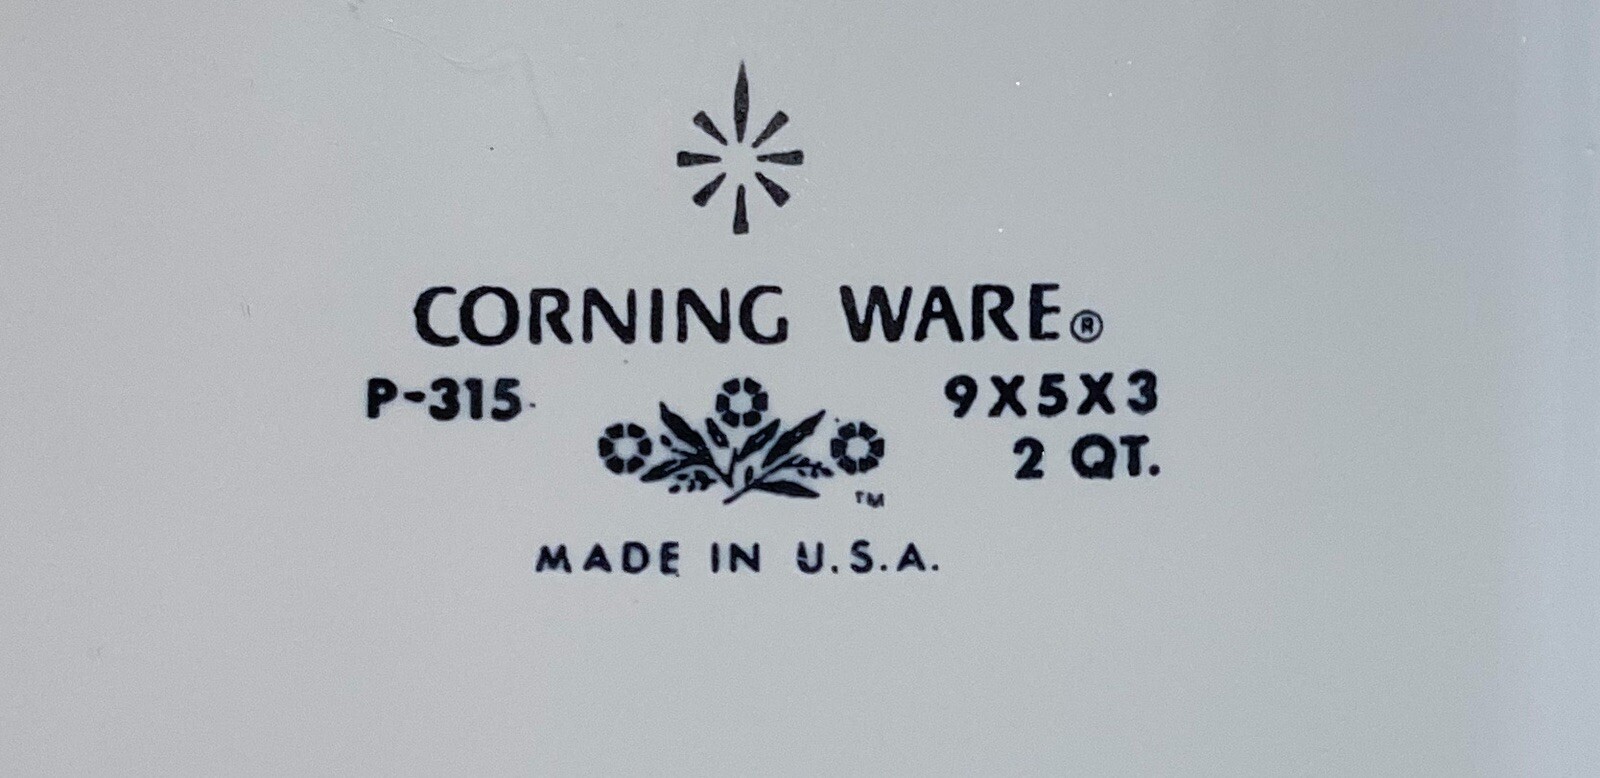 CORNING WARE®
P-315 9X5X3
2 QT.
TM
MADE IN U.S.A.